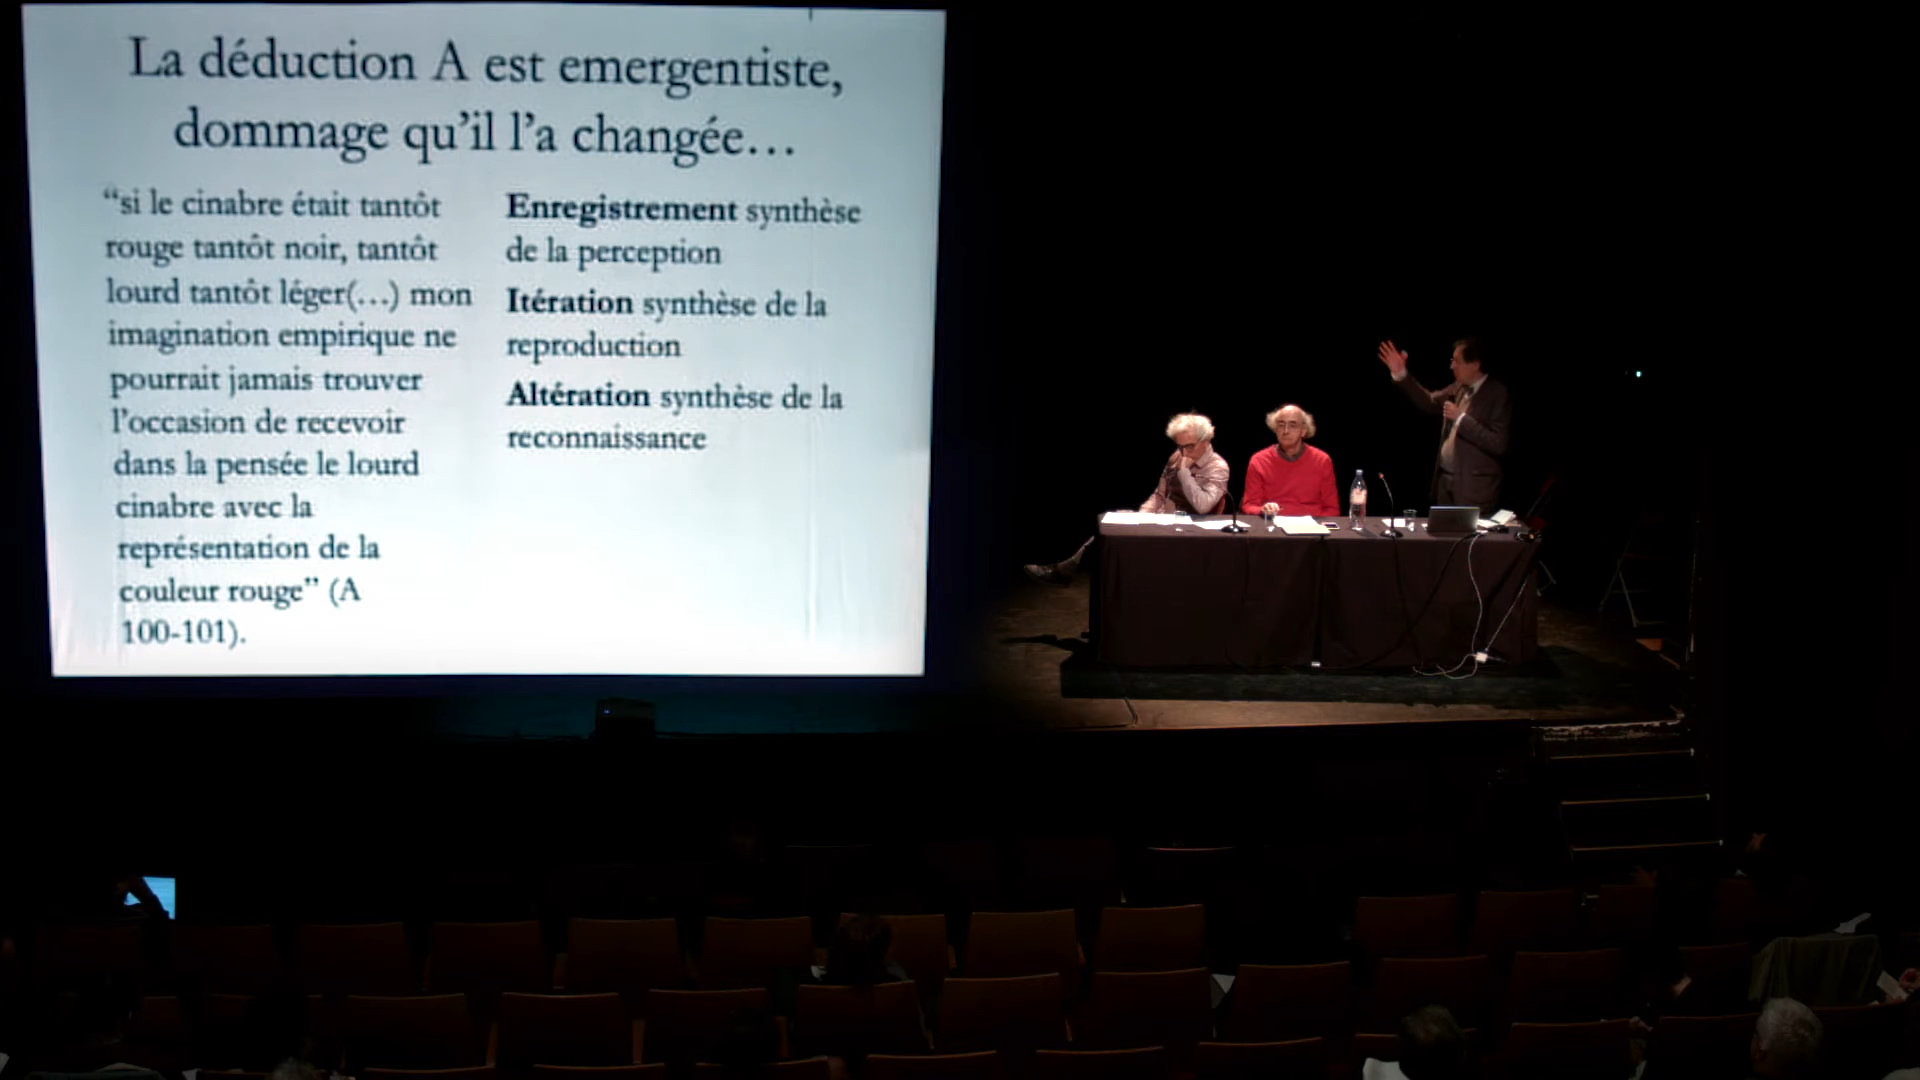 La déduction A est emergentiste,
dommage qu'il l'a changée…
“si le cinabre était tantôt
rouge tantôt noir, tantôt
lourd tantôt léger(…) mon
imagination empirique ne
pourrait jamais trouver
l'occasion de recevoir
dans la pensée le lourd
cinabre avec la
représentation de la
couleur rouge” (A
100-101).
Enregistrement synthèse
de la perception
Itération synthèse de la
reproduction
Altération synthèse de la
reconnaissance